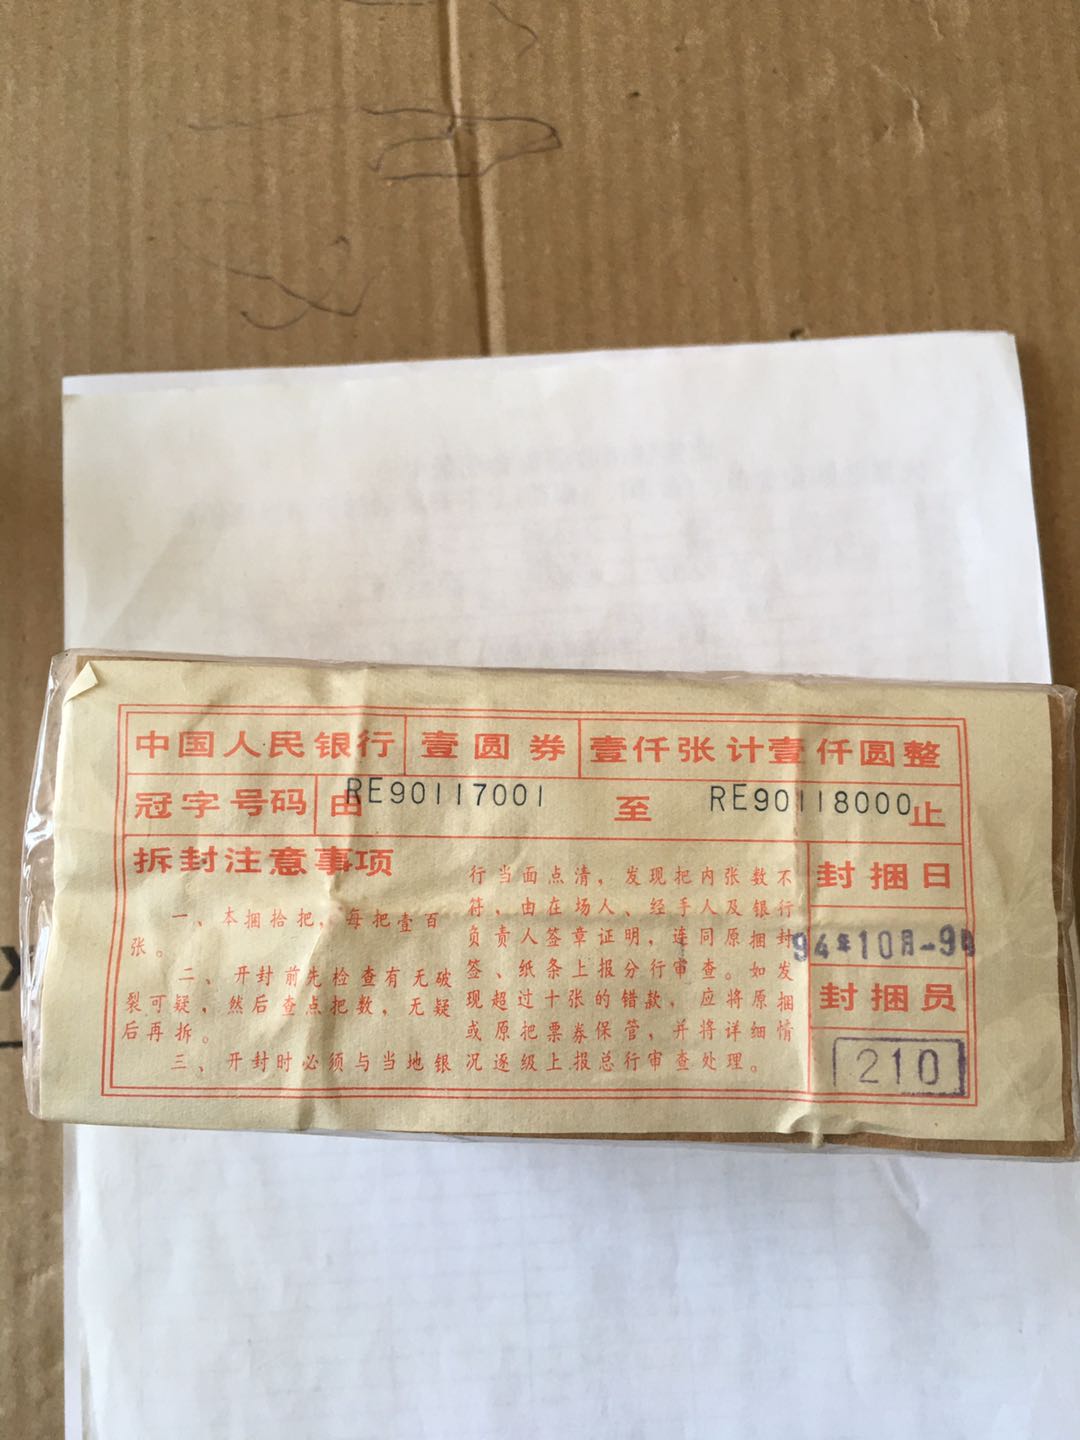 中国人民银行 壹圆券 壹仟张计壹仟圆整
冠字号码 由 RE90117001 至 RE90118000 止
拆封注意事项
一、本捆拾把，每把壹百
张。
二、开封前先检查有无破
裂可疑，然后查点把数，无疑
后再拆。
三、开封时必须与当地银
行当面点清，发现把内张数不
符，由在场人、经手人及银行
负责人签章证明，连同原捆封
签、纸条上报分行审查。如发
现超过十张的错款，应将原捆
或原把票券保管，并将详细情
况逐级上报总行审查处理。
封捆日
94年10月-9
封捆员
210